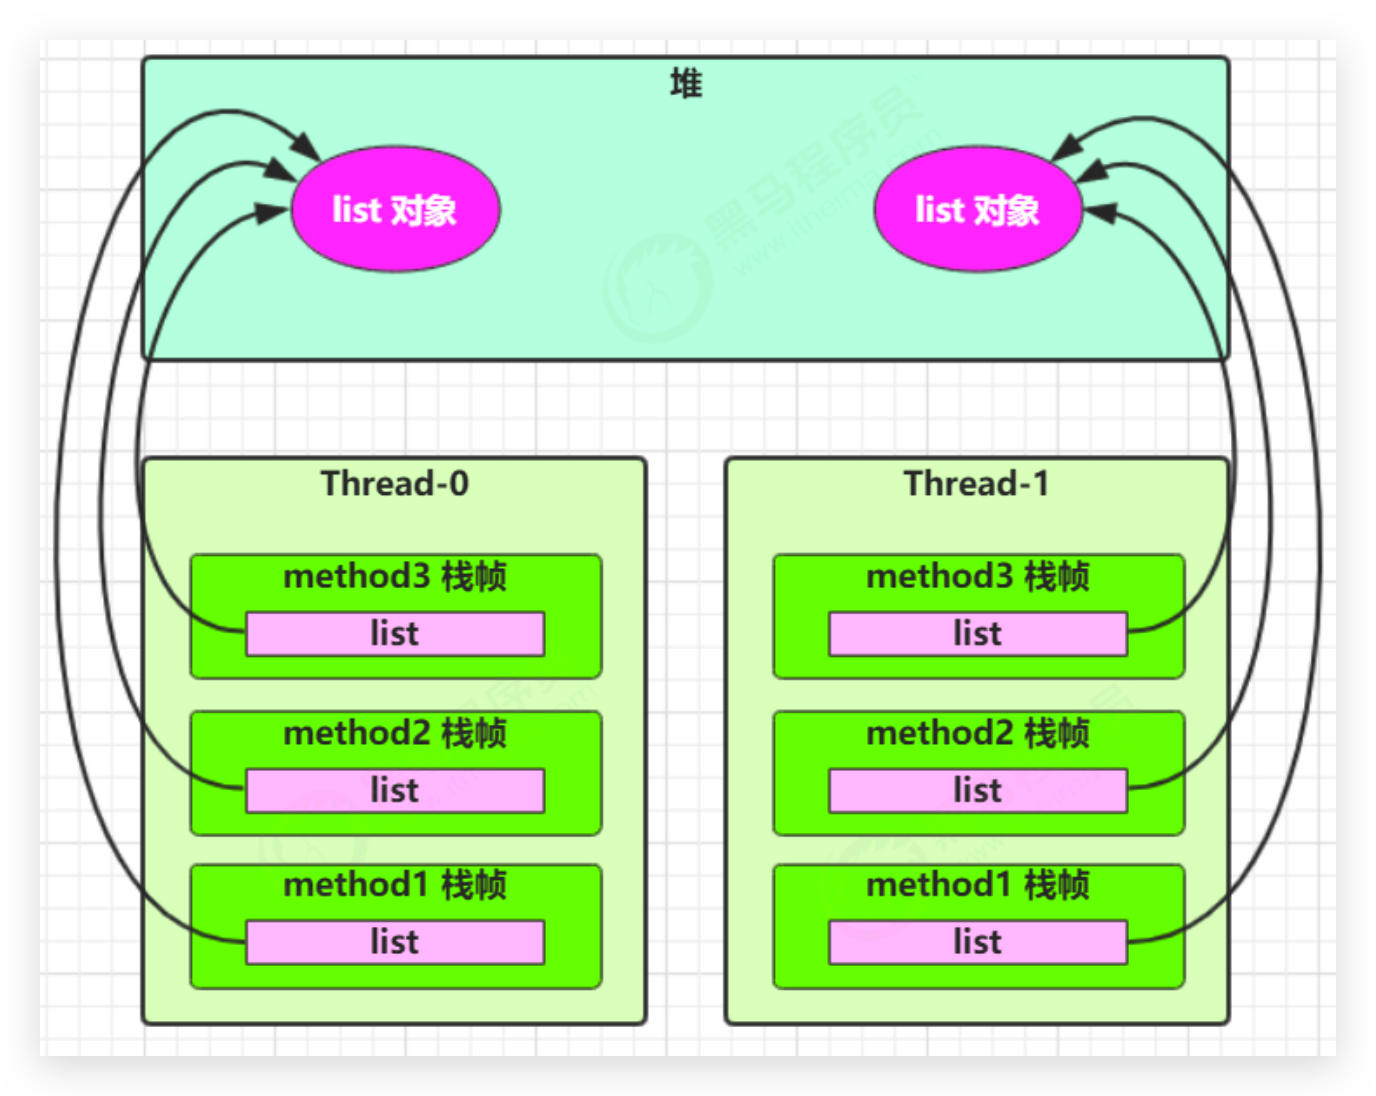 堆
list 对象
list 对象
黑马程序员
www.itheima.com
Thread-0
method3 栈帧
list
method2 栈帧
list
method1 栈帧
list
Thread-1
method3 栈帧
list
method2 栈帧
list
method1 栈帧
list